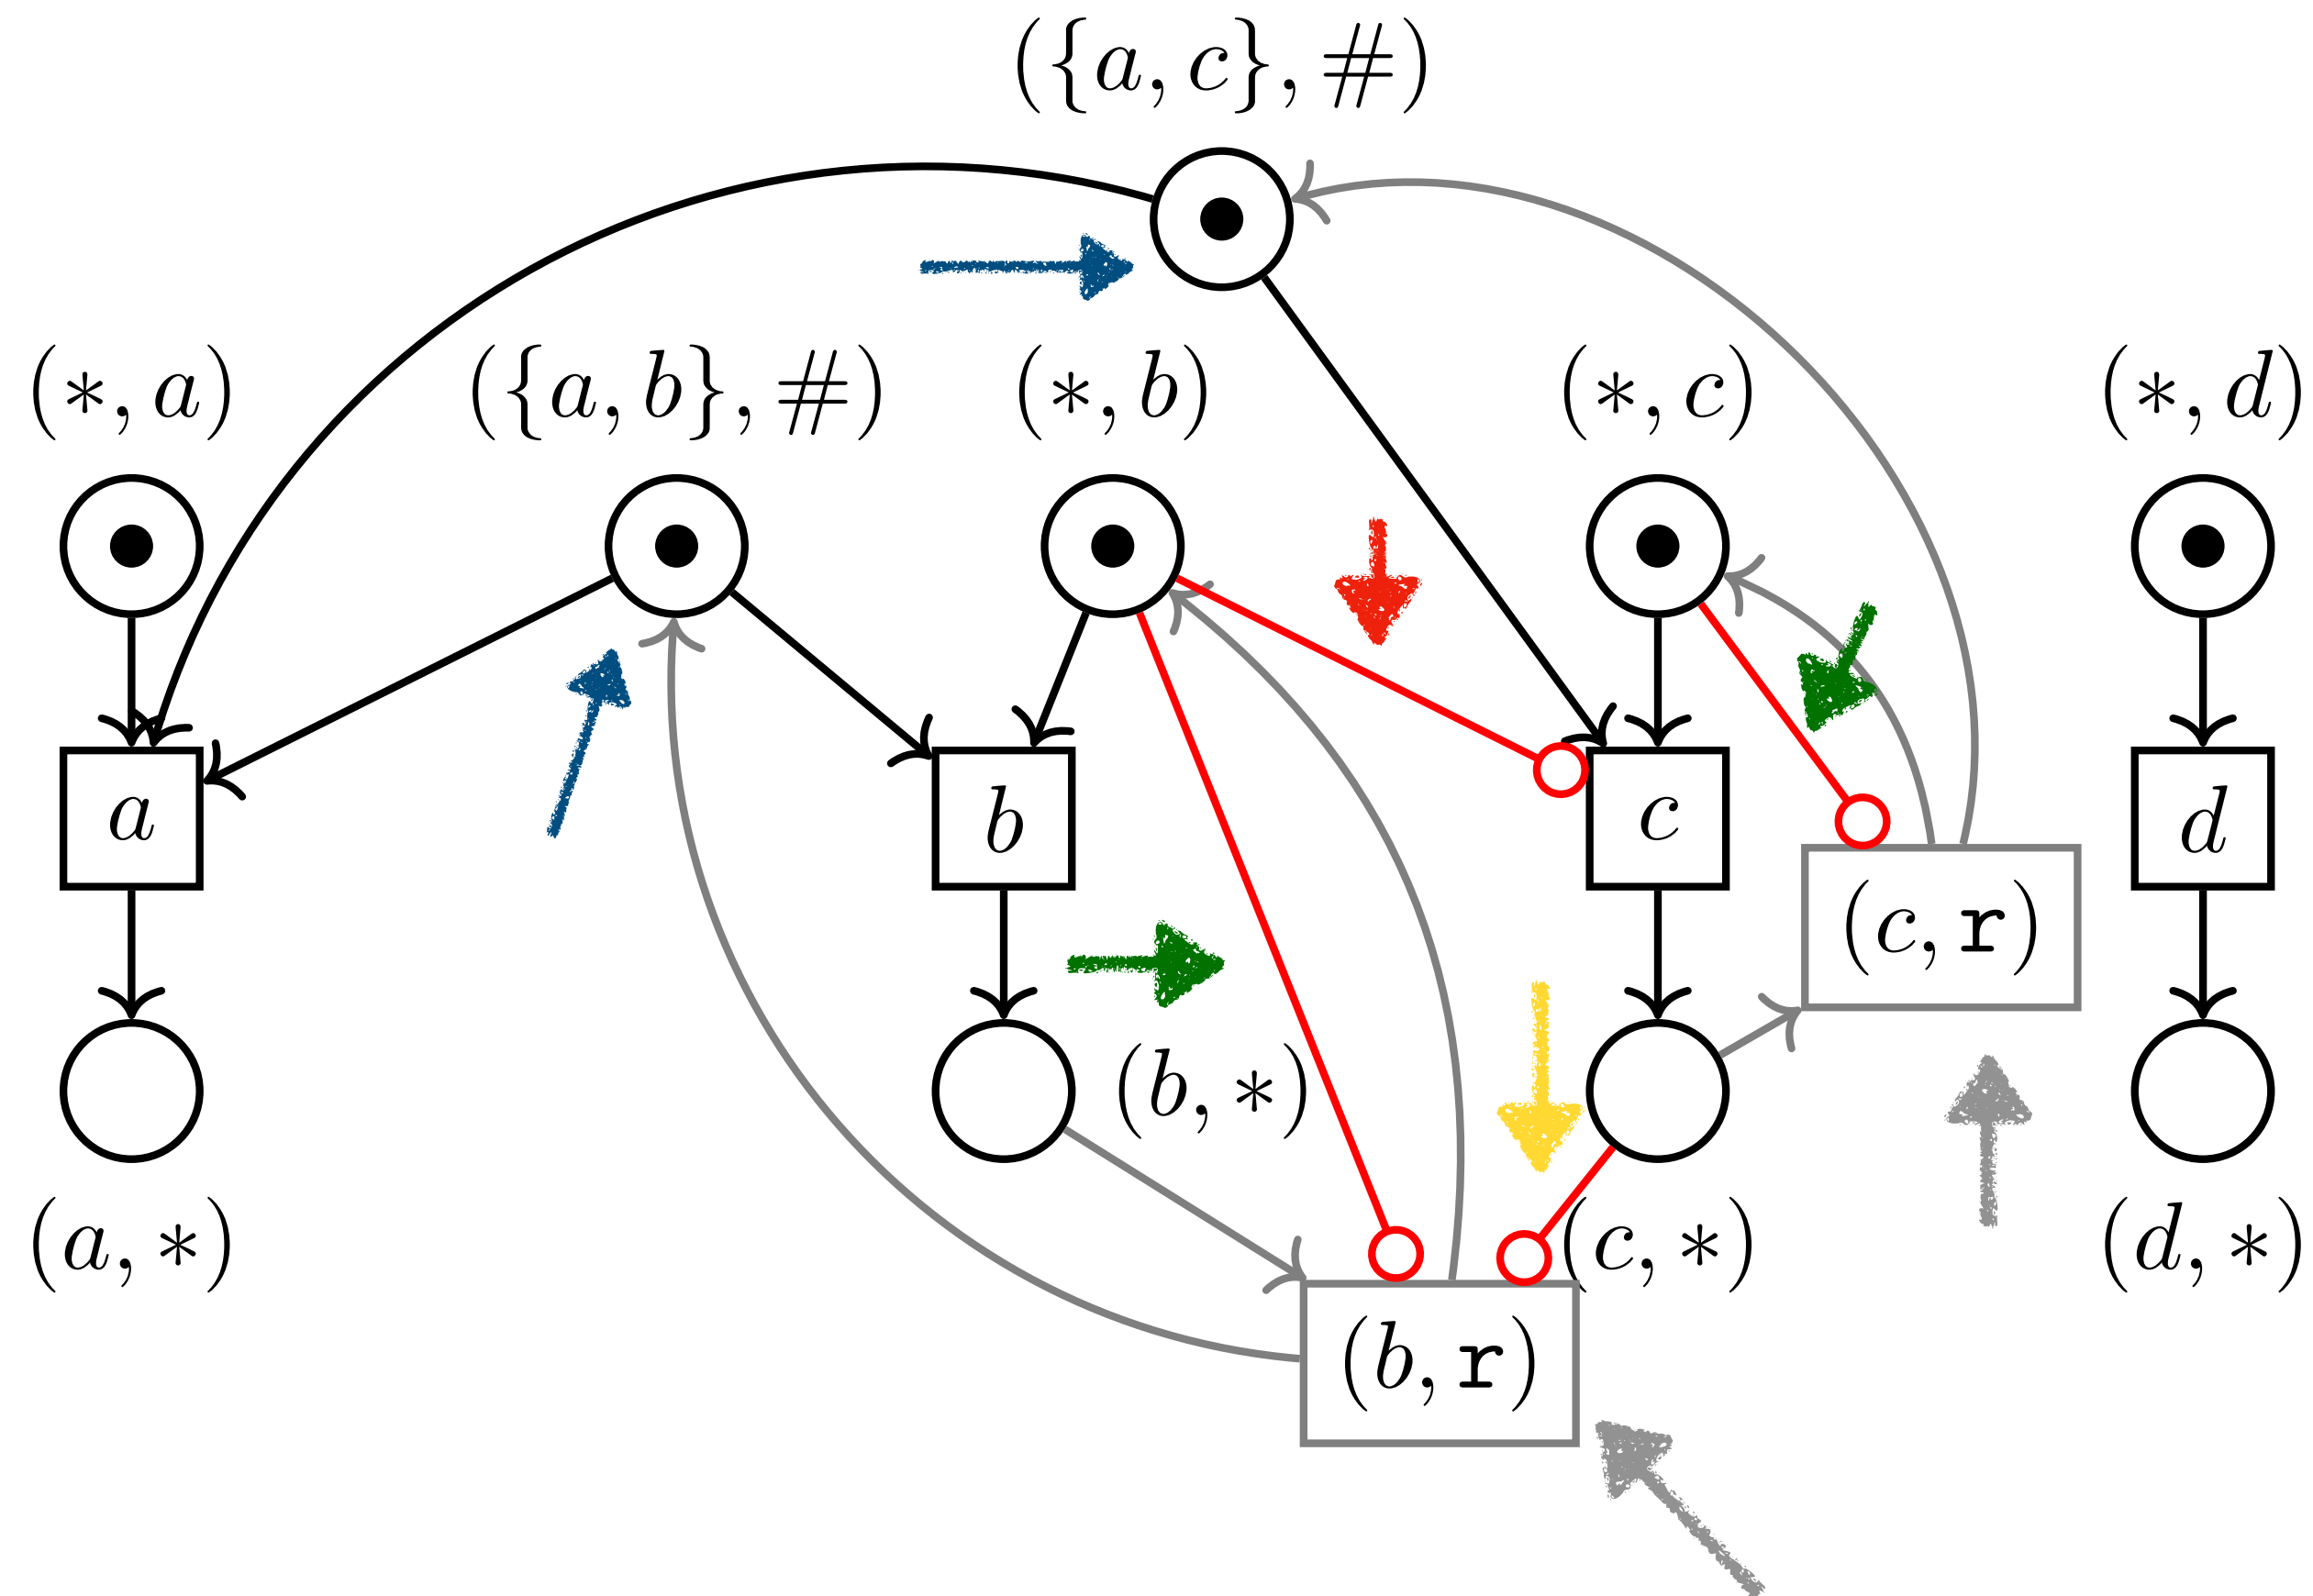 ({a, c}, #)
(∗, a)
({a, b}, #)
(∗, b)
(∗, c)
(∗, d)
a
b
c
d
(c, r)
(b, ∗)
(a, ∗)
(c, ∗)
(d, ∗)
(b, r)